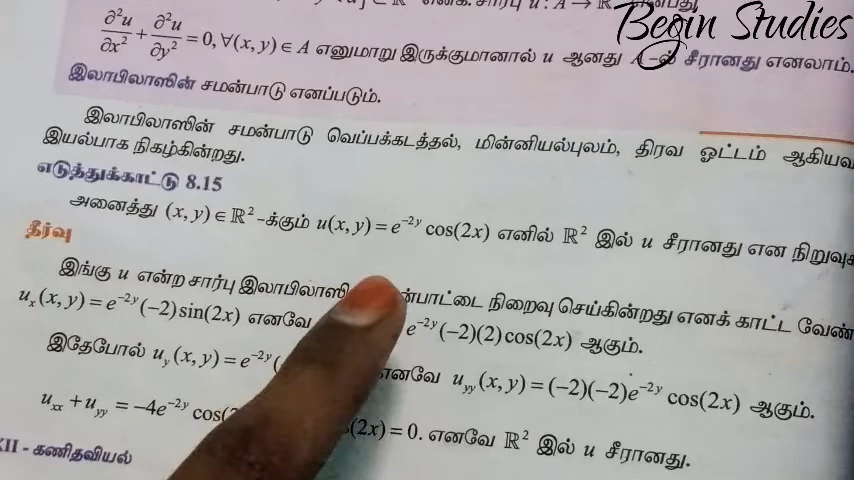 Begin Studies
∂²u/∂x² + ∂²u/∂y² = 0, ∀(x, y) ∈ A எனுமாறு இருக்குமானால் u ஆனது A-ல் சீரானது எனலாம்.
இலாபிலாஸின் சமன்பாடு எனப்படும்.
இலாபிலாஸின் சமன்பாடு வெப்பக்கடத்தல், மின்னியல்புலம், திரவ ஓட்டம் ஆகியவ
இயல்பாக நிகழ்கின்றது.
எடுத்துக்காட்டு 8.15
அனைத்து (x, y) ∈ ℝ²-க்கும் u(x, y) = e⁻²ʸ cos(2x) எனில் ℝ² இல் u சீரானது என நிறுவுக
தீர்வு
இங்கு u என்ற சார்பு இலாபிலாஸி ன்பாட்டை நிறைவு செய்கின்றது எனக் காட்ட வேண்
uₓ(x, y) = e⁻²ʸ(−2)sin(2x) எனவே e⁻²ʸ(−2)(2)cos(2x) ஆகும்.
இதேபோல் u_y(x, y) = e⁻²ʸ( எனவே u_yy(x, y) = (−2)(−2)e⁻²ʸ cos(2x) ஆகும்.
u_xx + u_yy = −4e⁻²ʸ cos(2 (2x) = 0. எனவே ℝ² இல் u சீரானது.
XII - கணிதவியல்